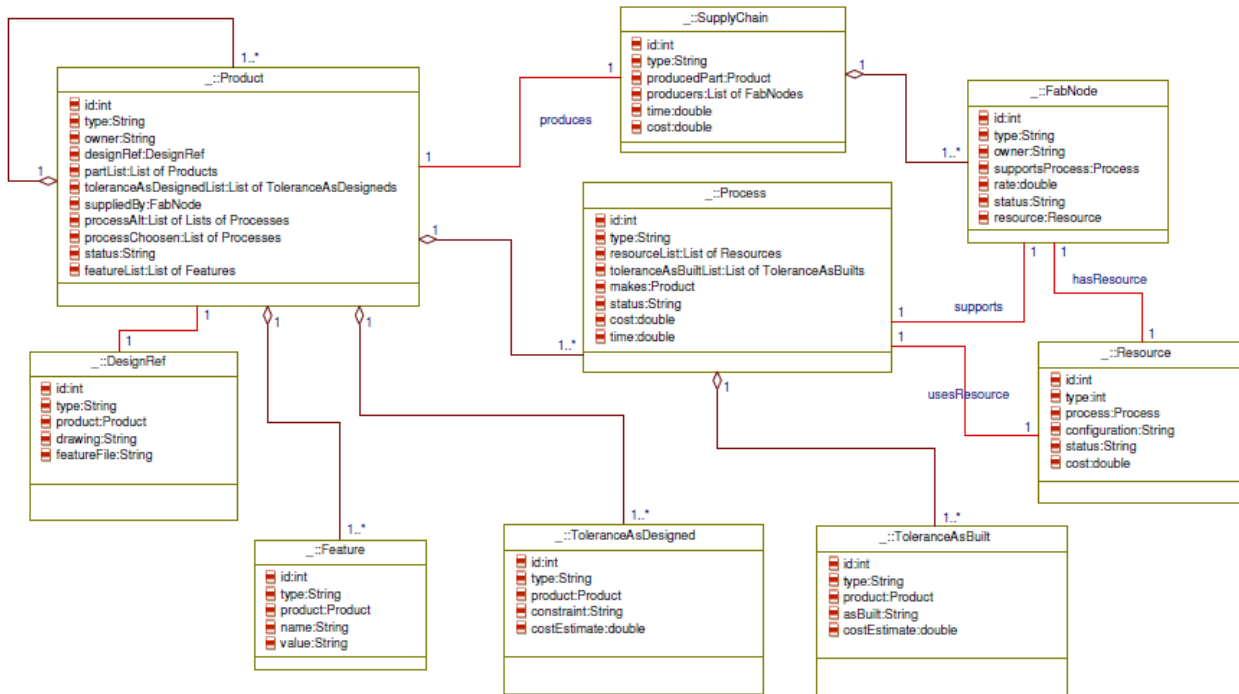 _::SupplyChain
id:int
type:String
producedPart:Product
producers:List of FabNodes
time:double
cost:double
1..*
1
1
_::Product
id:int
type:String
owner:String
designRef:DesignRef
partList:List of Products
toleranceAsDesignedList:List of ToleranceAsDesigneds
suppliedBy:FabNode
processAlt:List of Lists of Processes
processChoosen:List of Processes
status:String
featureList:List of Features
produces
1
1
1
_::FabNode
id:int
type:String
owner:String
supportsProcess:Process
rate:double
status:String
resource:Resource
1..*
_::Process
id:int
type:String
resourceList:List of Resources
toleranceAsBuiltList:List of ToleranceAsBuilts
makes:Product
status:String
cost:double
time:double
1
1..*
1
1
hasResource
supports
1
1
usesResource
1
1
_::Resource
id:int
type:int
process:Process
configuration:String
status:String
cost:double
1
1
1
1
1
_::DesignRef
id:int
type:String
product:Product
drawing:String
featureFile:String
1..*
_::Feature
id:int
type:String
product:Product
name:String
value:String
1..*
_::ToleranceAsDesigned
id:int
type:String
product:Product
constraint:String
costEstimate:double
1..*
_::ToleranceAsBuilt
id:int
type:String
product:Product
asBuilt:String
costEstimate:double